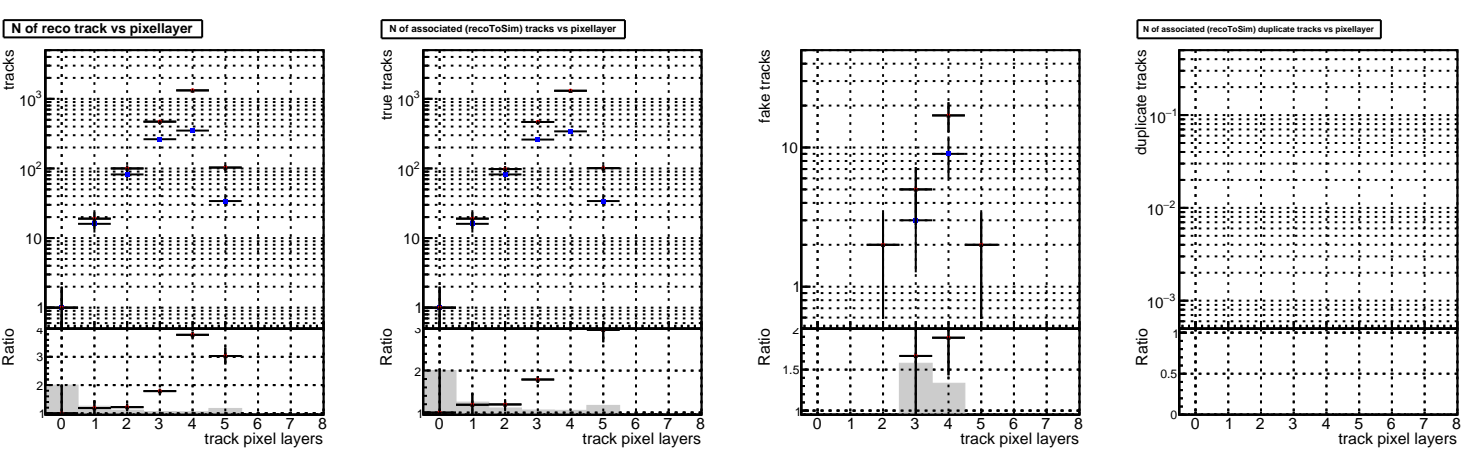 N of reco track vs pixellayer
tracks
10³
10²
10
1
Ratio
4
3
2
1
0 1 2 3 4 5 6 7 8
track pixel layers
N of associated (recoToSim) tracks vs pixellayer
true tracks
10³
10²
10
1
Ratio
3
2
1
0 1 2 3 4 5 6 7 8
track pixel layers
fake tracks
10
1
Ratio
2
1.5
1
0 1 2 3 4 5 6 7 8
track pixel layers
N of associated (recoToSim) duplicate tracks vs pixellayer
duplicate tracks
10⁻¹
10⁻²
10⁻³
Ratio
1
0.5
0
0 1 2 3 4 5 6 7 8
track pixel layers